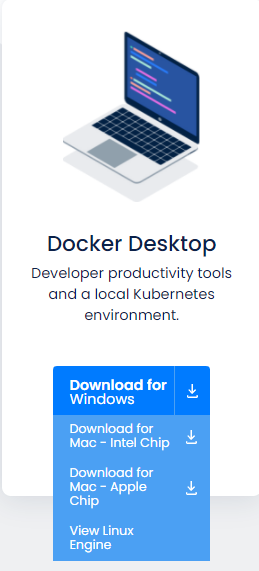 Docker Desktop
Developer productivity tools
and a local Kubernetes
environment.
Download for
Windows
Download for
Mac - Intel Chip
Download for
Mac - Apple
Chip
View Linux
Engine